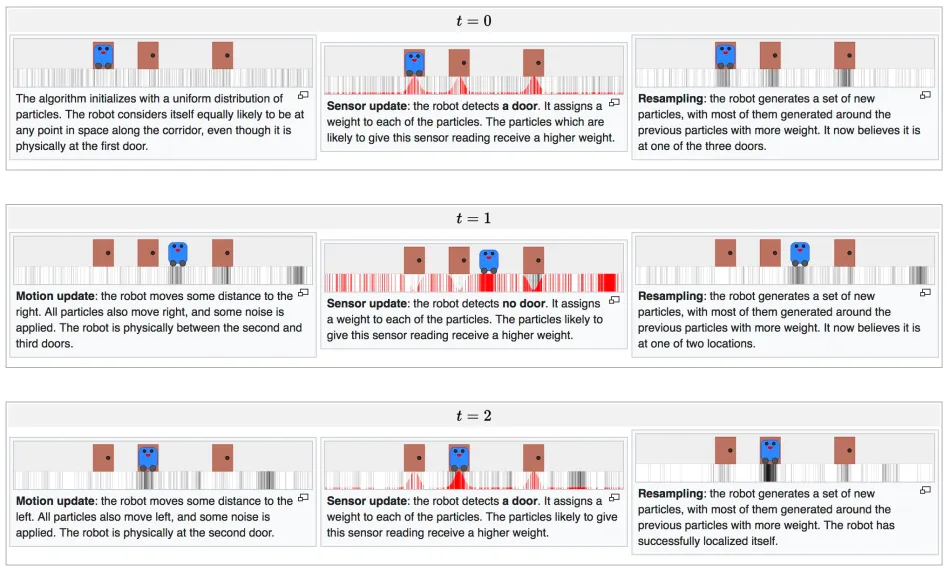 t = 0
The algorithm initializes with a uniform distribution of
particles. The robot considers itself equally likely to be at
any point in space along the corridor, even though it is
physically at the first door.
Sensor update: the robot detects a door. It assigns a
weight to each of the particles. The particles which are
likely to give this sensor reading receive a higher weight.
Resampling: the robot generates a set of new
particles, with most of them generated around the
previous particles with more weight. It now believes it is
at one of the three doors.
t = 1
Motion update: the robot moves some distance to the
right. All particles also move right, and some noise is
applied. The robot is physically between the second and
third doors.
Sensor update: the robot detects no door. It assigns
a weight to each of the particles. The particles likely to
give this sensor reading receive a higher weight.
Resampling: the robot generates a set of new
particles, with most of them generated around the
previous particles with more weight. It now believes it is
at one of two locations.
t = 2
Motion update: the robot moves some distance to the
left. All particles also move left, and some noise is
applied. The robot is physically at the second door.
Sensor update: the robot detects a door. It assigns a
weight to each of the particles. The particles likely to give
this sensor reading receive a higher weight.
Resampling: the robot generates a set of new
particles, with most of them generated around the
previous particles with more weight. The robot has
successfully localized itself.